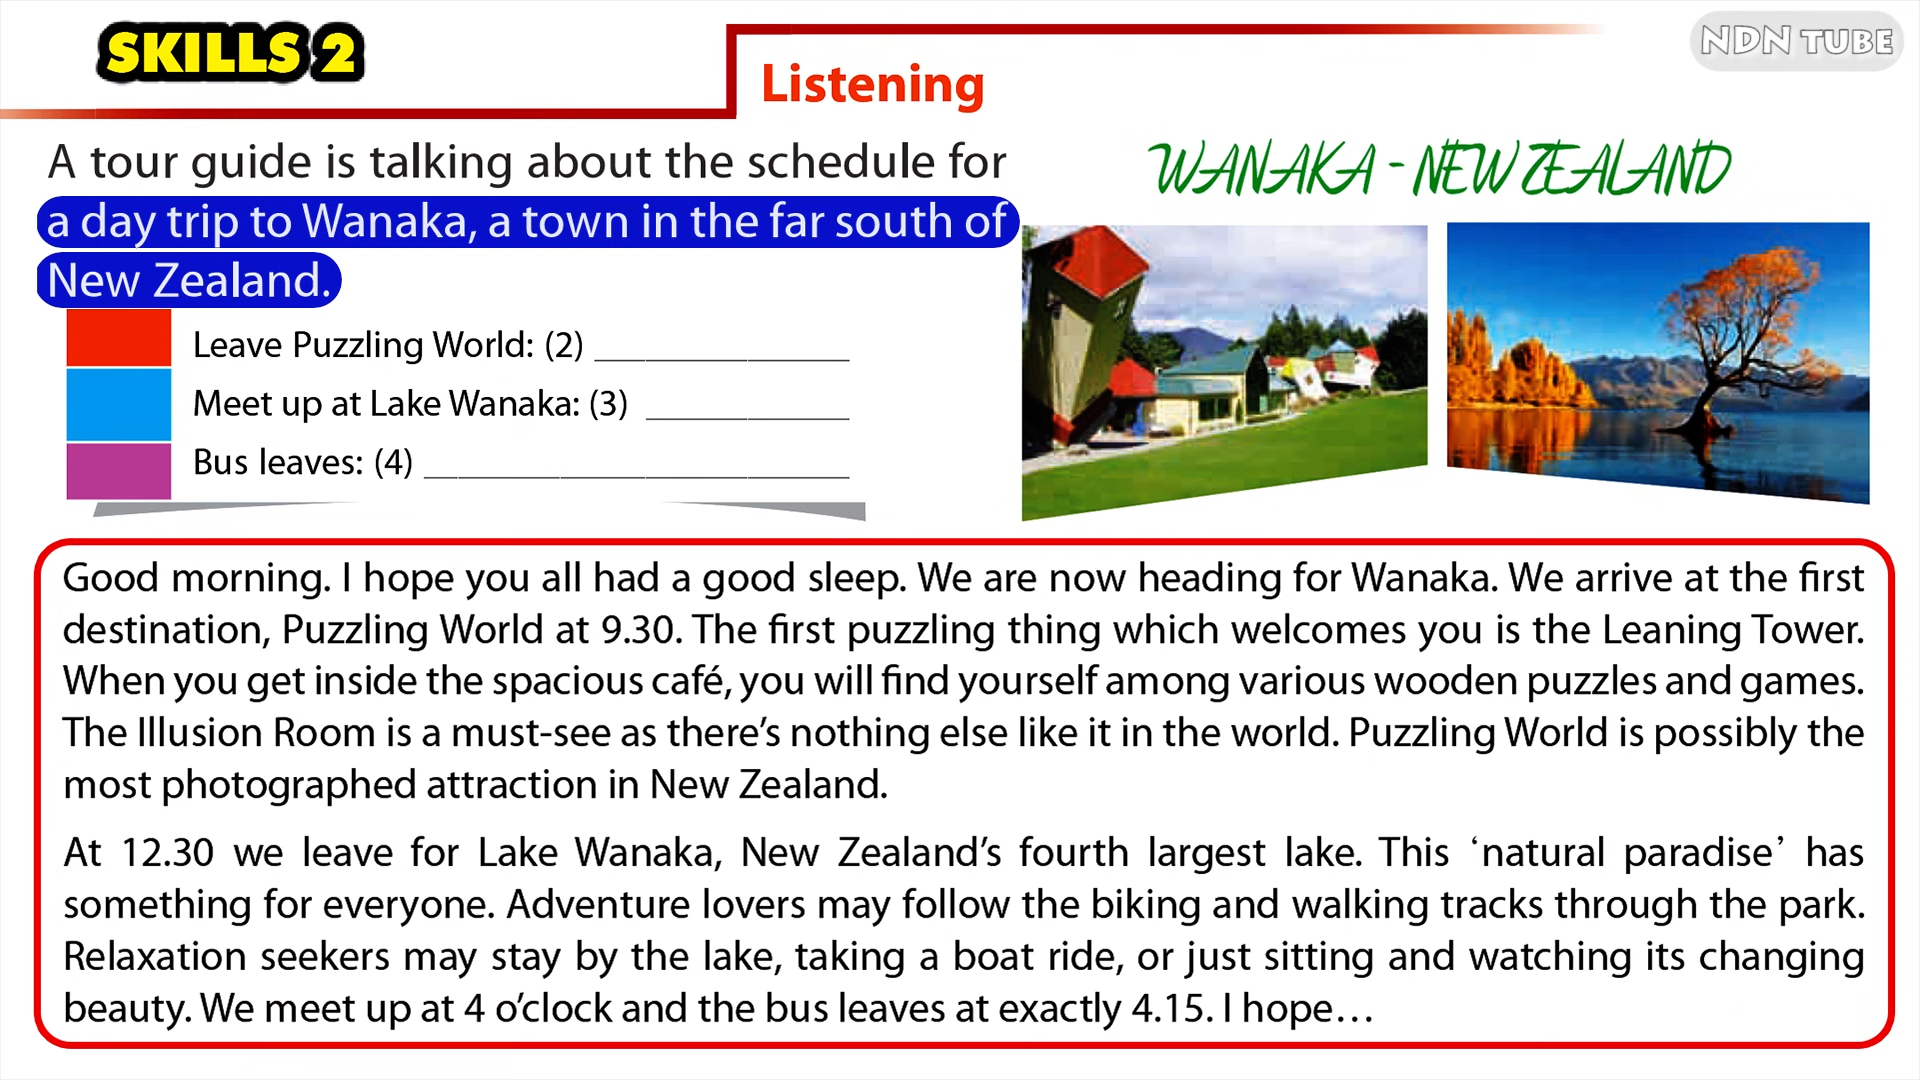 SKILLS 2
NDN TUBE
Listening
A tour guide is talking about the schedule for
a day trip to Wanaka, a town in the far south of
New Zealand.
WANAKA - NEW ZEALAND
Leave Puzzling World: (2) _______________
Meet up at Lake Wanaka: (3) ____________
Bus leaves: (4) _________________________
Good morning. I hope you all had a good sleep. We are now heading for Wanaka. We arrive at the first
destination, Puzzling World at 9.30. The first puzzling thing which welcomes you is the Leaning Tower.
When you get inside the spacious café, you will find yourself among various wooden puzzles and games.
The Illusion Room is a must-see as there’s nothing else like it in the world. Puzzling World is possibly the
most photographed attraction in New Zealand.
At 12.30 we leave for Lake Wanaka, New Zealand’s fourth largest lake. This ‘natural paradise’ has
something for everyone. Adventure lovers may follow the biking and walking tracks through the park.
Relaxation seekers may stay by the lake, taking a boat ride, or just sitting and watching its changing
beauty. We meet up at 4 o’clock and the bus leaves at exactly 4.15. I hope…